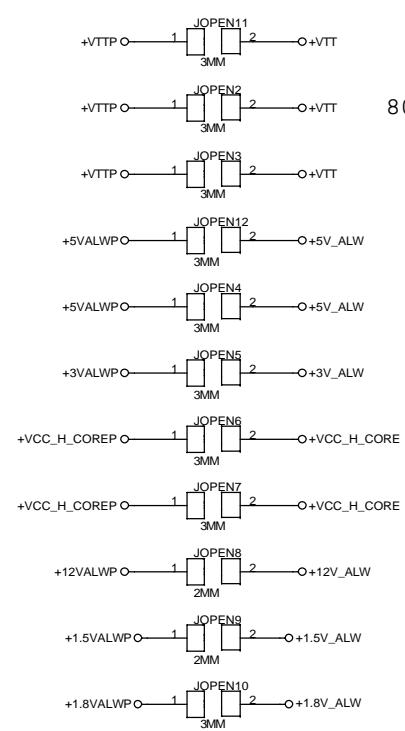 JOPEN11
+VTTP 1 2 +VTT
3MM
JOPEN2
+VTTP 1 2 +VTT
3MM
80
JOPEN3
+VTTP 1 2 +VTT
3MM
JOPEN12
+5VALWP 1 2 +5V_ALW
3MM
JOPEN4
+5VALWP 1 2 +5V_ALW
3MM
JOPEN5
+3VALWP 1 2 +3V_ALW
3MM
JOPEN6
+VCC_H_COREP 1 2 +VCC_H_CORE
3MM
JOPEN7
+VCC_H_COREP 1 2 +VCC_H_CORE
3MM
JOPEN8
+12VALWP 1 2 +12V_ALW
2MM
JOPEN9
+1.5VALWP 1 2 +1.5V_ALW
2MM
JOPEN10
+1.8VALWP 1 2 +1.8V_ALW
3MM